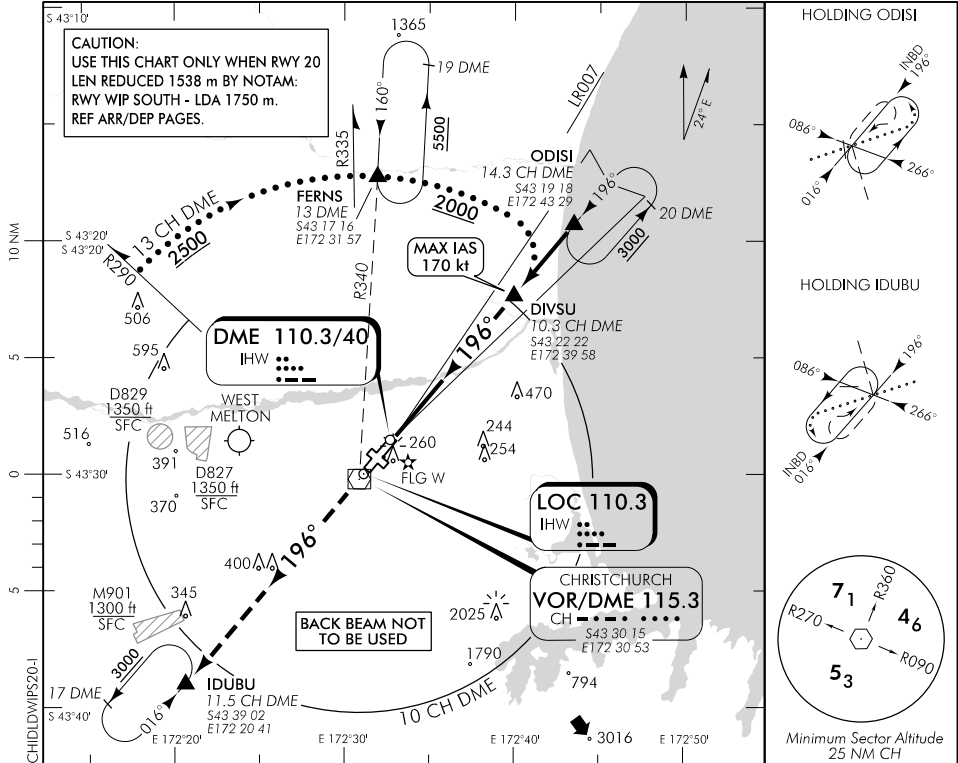 S 43°10'
1365
HOLDING ODISI
CAUTION:
USE THIS CHART ONLY WHEN RWY 20
LEN REDUCED 1538 m BY NOTAM:
RWY WIP SOUTH - LDA 1750 m.
REF ARR/DEP PAGES.
19 DME
160°
5500
R335
LR007
24° E
INBD
196°
086°
266°
016°
ODISI
14.3 CH DME
S43 19 18
E172 43 29
196°
20 DME
3000
FERNS
13 DME
S43 17 16
E172 31 57
2000
13 CH DME
2500
10 NM
S 43°20'
S 43°20'
R290
R340
MAX IAS
170 kt
HOLDING IDUBU
DIVSU
10.3 CH DME
S43 22 22
E172 39 58
506
DME 110.3/40
IHW
196°
595
5
086°
196°
266°
INBD
016°
D829
1350 ft
SFC
WEST
MELTON
470
244
254
260
516
391
FLG W
0
S 43°30'
D827
1350 ft
SFC
370
LOC 110.3
IHW
196°
400
CHRISTCHURCH
VOR/DME 115.3
CH
S43 30 15
E172 30 53
M901
1300 ft
SFC
345
5
BACK BEAM NOT
TO BE USED
2025
1790
794
7₁
R360
4₆
R270
R090
5₃
3000
17 DME
016°
IDUBU
11.5 CH DME
S43 39 02
E172 20 41
10 CH DME
S 43°40'
E 172°20'
E 172°30'
E 172°40'
E 172°50'
3016
Minimum Sector Altitude
25 NM CH
CHIDLDWIPS20-1